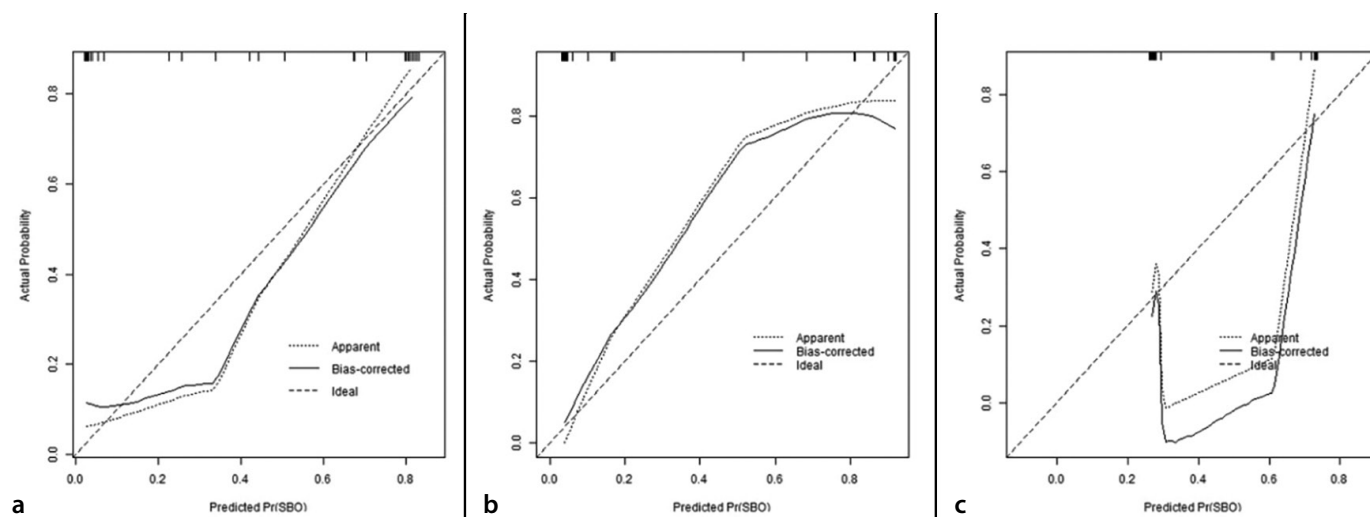 0.8
0.6
0.4
0.2
0.0
Actual Probability
Apparent
Bias-corrected
Ideal
0.0 0.2 0.4 0.6 0.8
Predicted Pr(SBO)
a
0.8
0.6
0.4
0.2
0.0
Actual Probability
Apparent
Bias-corrected
Ideal
0.0 0.2 0.4 0.6 0.8
Predicted Pr(SBO)
b
0.8
0.6
0.4
0.2
0.0
Actual Probability
Apparent
Bias-corrected
Ideal
0.0 0.2 0.4 0.6 0.8
Predicted Pr(SBO)
c